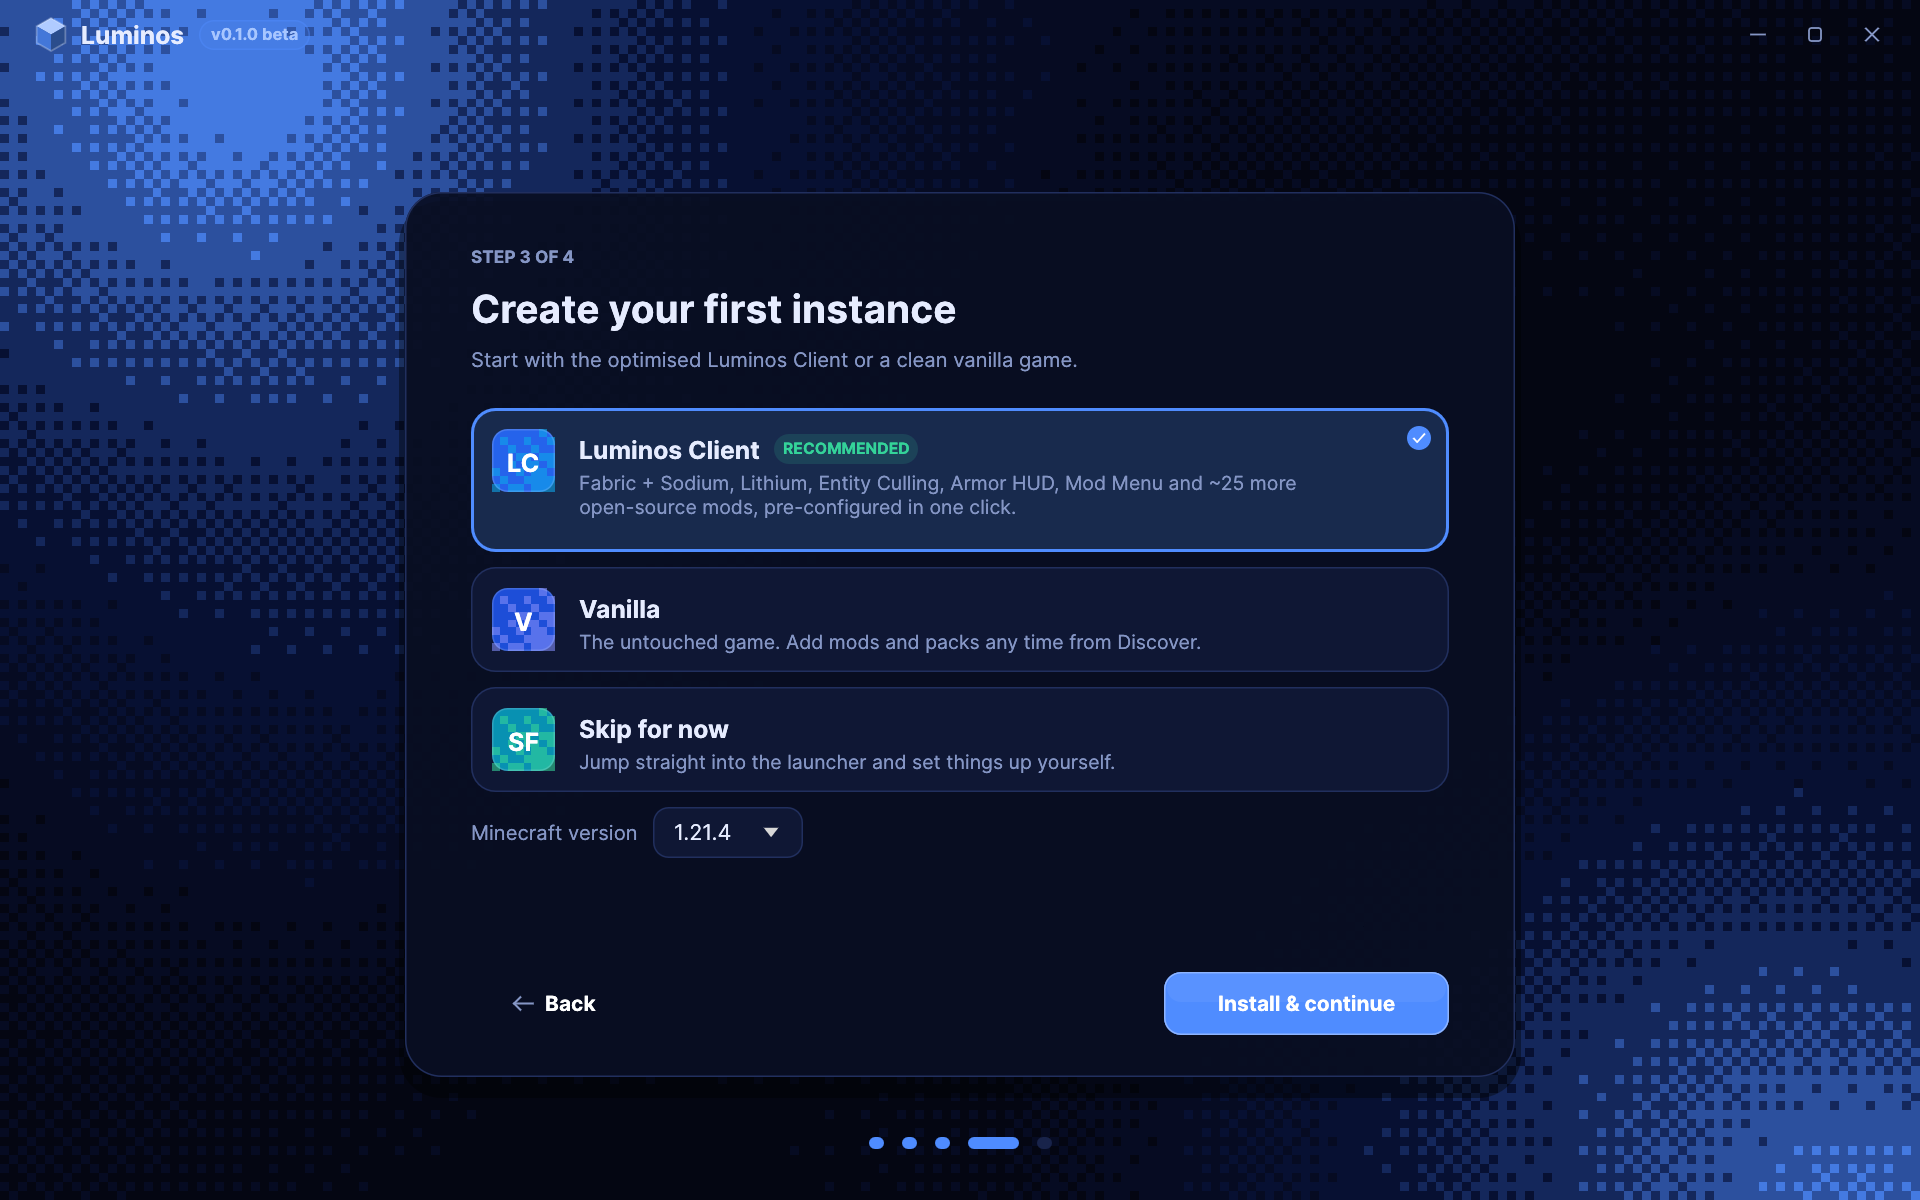 Luminos v0.1.0 beta
STEP 3 OF 4
Create your first instance
Start with the optimised Luminos Client or a clean vanilla game.
LC
Luminos Client RECOMMENDED
Fabric + Sodium, Lithium, Entity Culling, Armor HUD, Mod Menu and ~25 more
open-source mods, pre-configured in one click.
V
Vanilla
The untouched game. Add mods and packs any time from Discover.
SF
Skip for now
Jump straight into the launcher and set things up yourself.
Minecraft version 1.21.4
Back
Install & continue